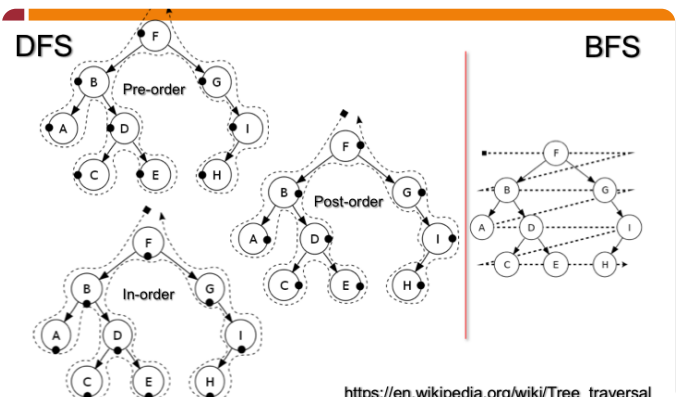 DFS
F
B
G
Pre-order
A
D
I
C
E
H
F
B
G
Post-order
A
D
I
C
E
H
F
B
G
In-order
A
D
I
C
E
H
BFS
F
B
G
A
D
I
C
E
H
https://en.wikipedia.org/wiki/Tree_traversal